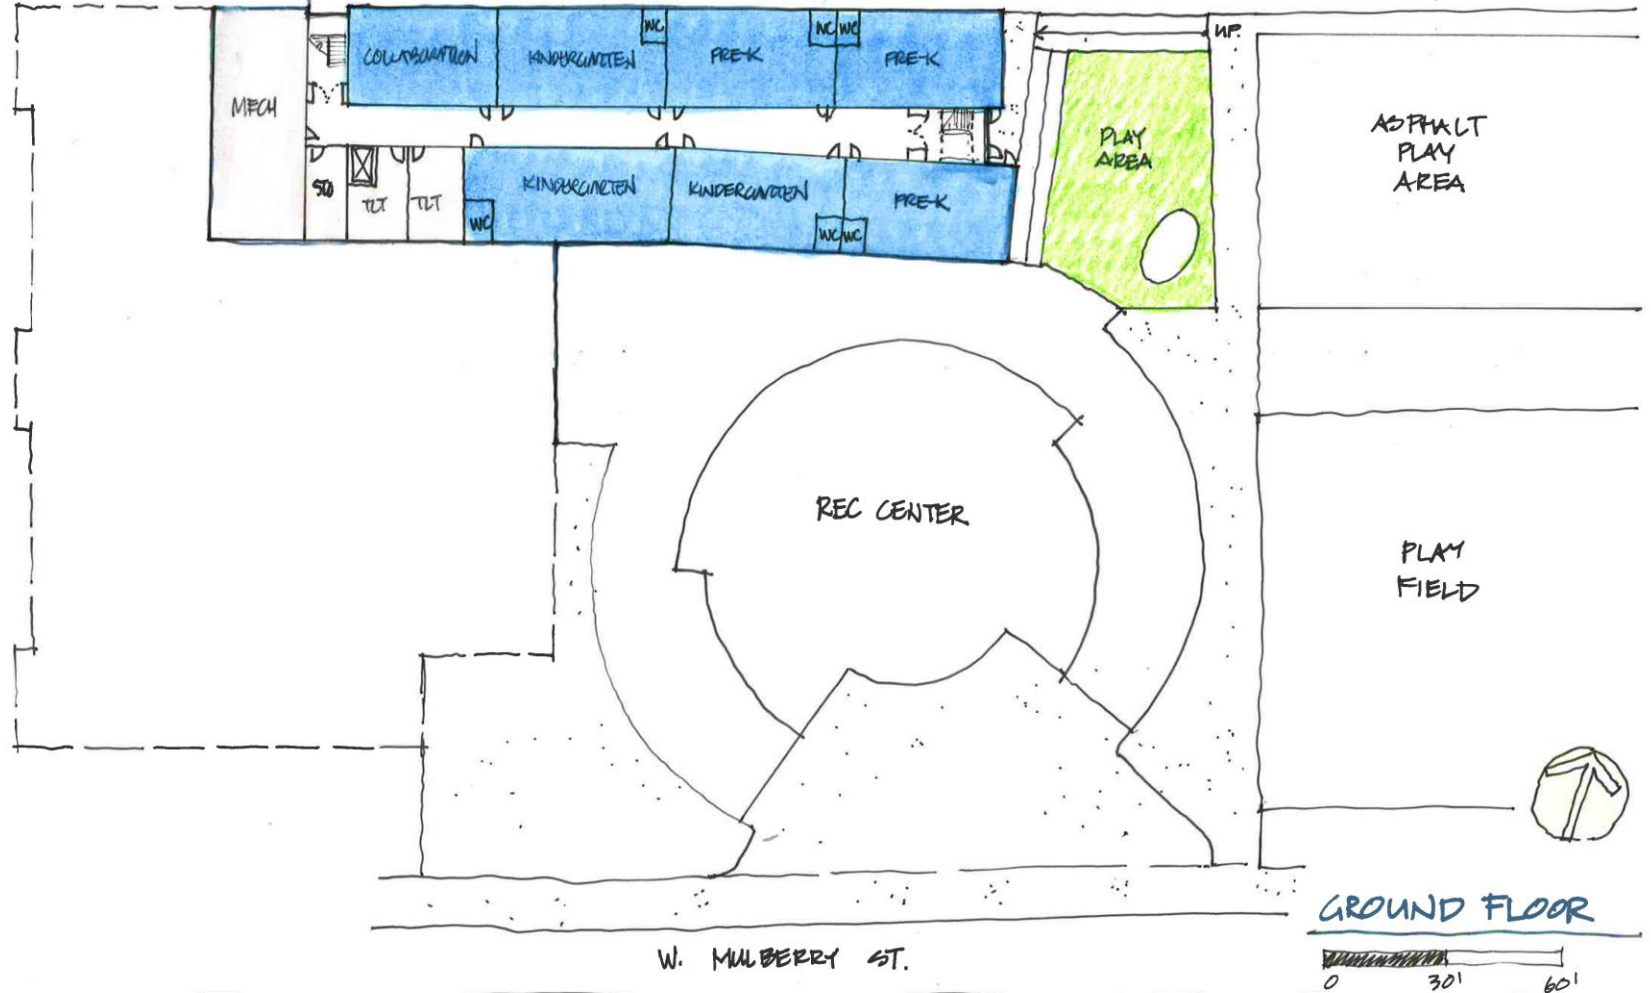 UP
WC
WC WC
COLLABORATION
KINDERGARTEN
PRE-K
PRE-K
MECH
PLAY
AREA
ASPHALT
PLAY
AREA
STO
TLT
TLT
WC
KINDERGARTEN
KINDERGARTEN
PRE-K
WC WC
REC CENTER
PLAY
FIELD
GROUND FLOOR
W. MULBERRY ST.
0 30' 60'